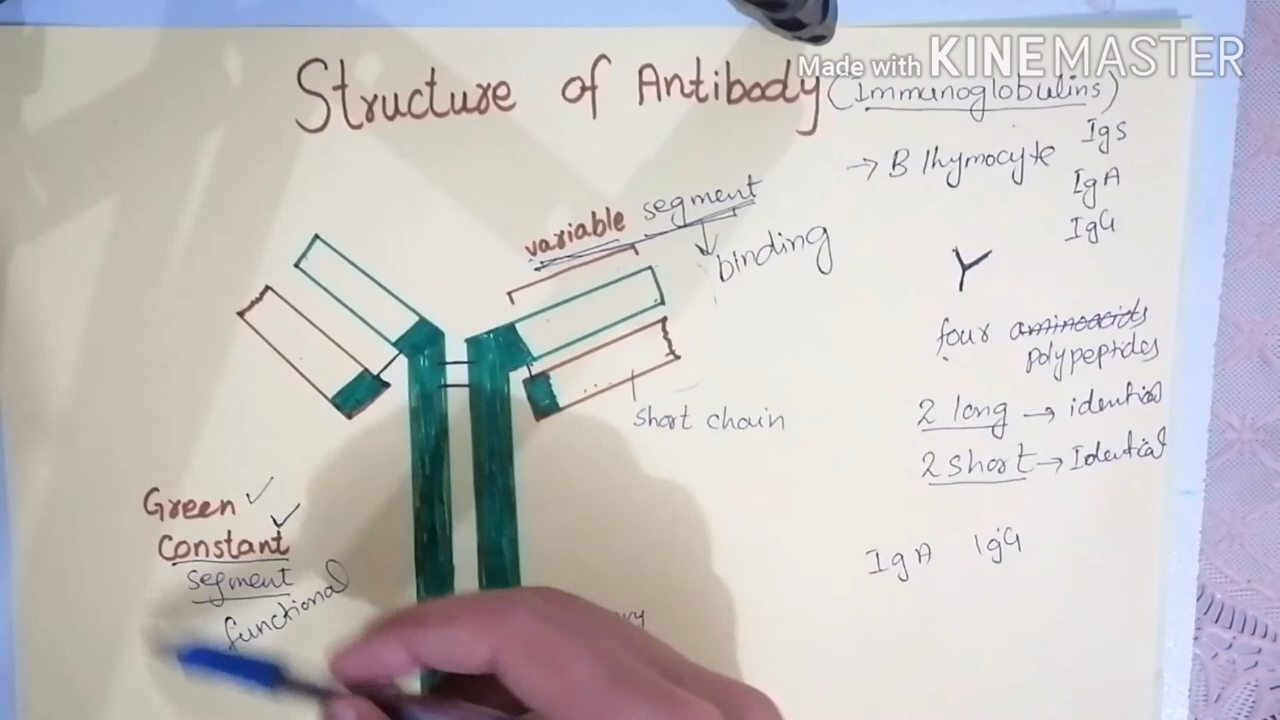 Made with KINEMASTER
Structure of Antibody (Immunoglobulins)
→ B lhymocyte
IgS
IgA
IgG
variable segment
binding
four aminoacids
polypeptides
2 long → identical
2 short → Identical
short chain
Green ✓
Constant ✓
segment
functional
IgA IgG